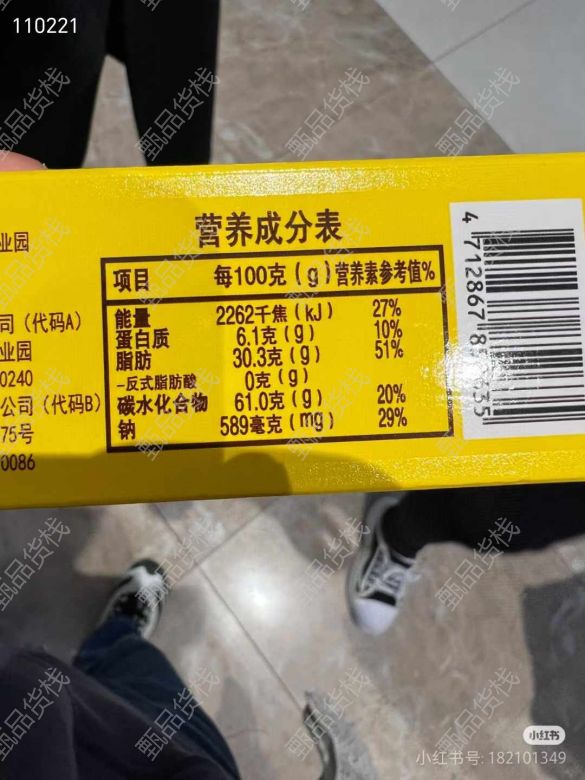 110221
业园
司（代码A）
业园
0240
公司（代码B）
75号
0086
营养成分表
项目 每100克（g） 营养素参考值%
能量 2262千焦（kJ） 27%
蛋白质 6.1克（g） 10%
脂肪 30.3克（g） 51%
-反式脂肪酸 0克（g）
碳水化合物 61.0克（g） 20%
钠 589毫克（mg） 29%
甄品货栈
小红书
小红书号: 182101349